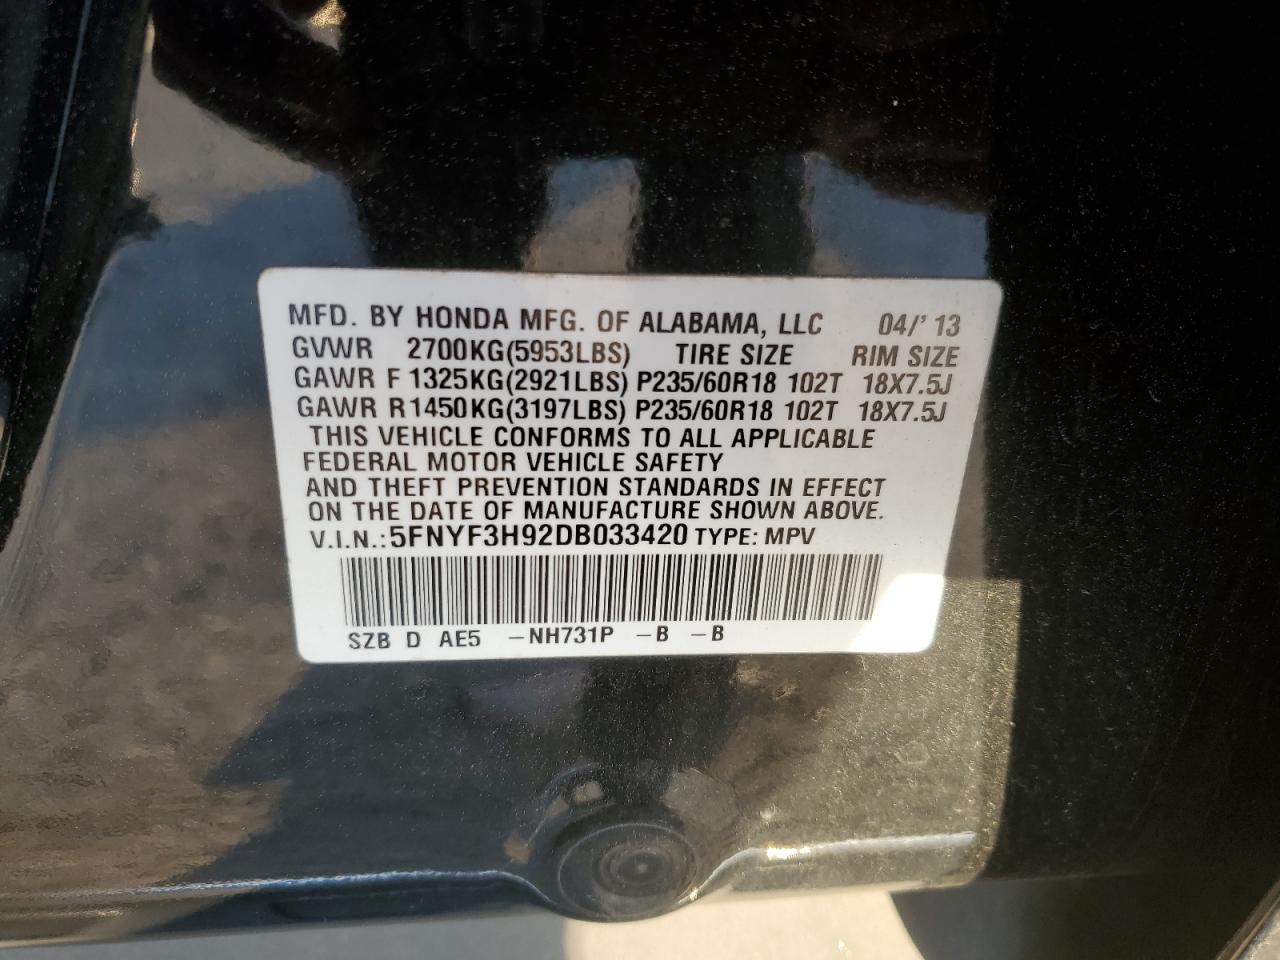 MFD. BY HONDA MFG. OF ALABAMA, LLC 04/'13
GVWR 2700KG(5953LBS) TIRE SIZE RIM SIZE
GAWR F 1325KG(2921LBS) P235/60R18 102T 18X7.5J
GAWR R 1450KG(3197LBS) P235/60R18 102T 18X7.5J
THIS VEHICLE CONFORMS TO ALL APPLICABLE
FEDERAL MOTOR VEHICLE SAFETY
AND THEFT PREVENTION STANDARDS IN EFFECT
ON THE DATE OF MANUFACTURE SHOWN ABOVE.
V.I.N.:5FNYF3H92DB033420 TYPE: MPV
SZB D AE5 -NH731P -B -B